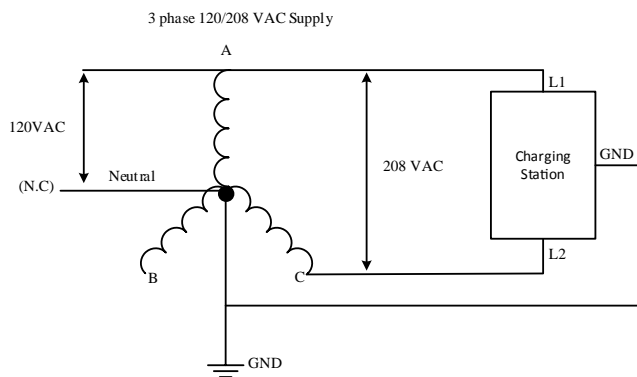 3 phase 120/208 VAC Supply
A
L1
120VAC
GND
208 VAC
Charging
Station
Neutral
(N.C)
L2
B
C
GND